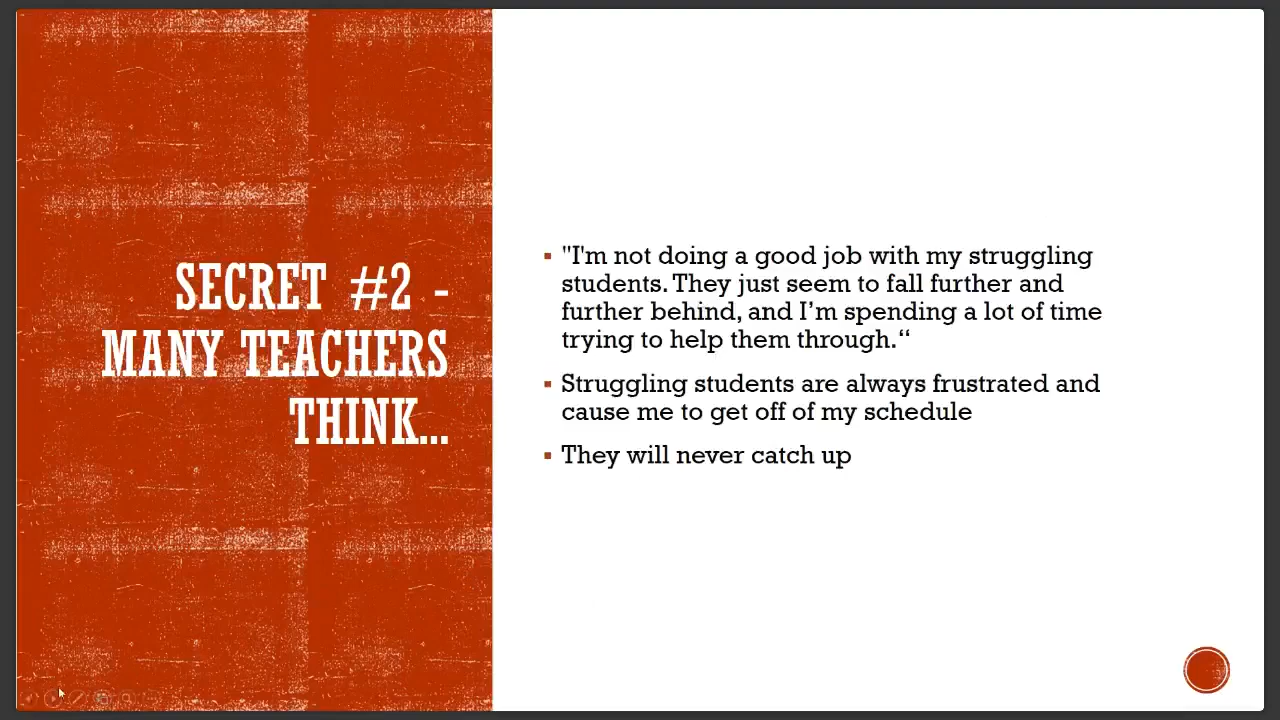 SECRET #2 -
MANY TEACHERS
THINK...
"I'm not doing a good job with my struggling
students. They just seem to fall further and
further behind, and I’m spending a lot of time
trying to help them through.“
Struggling students are always frustrated and
cause me to get off of my schedule
They will never catch up